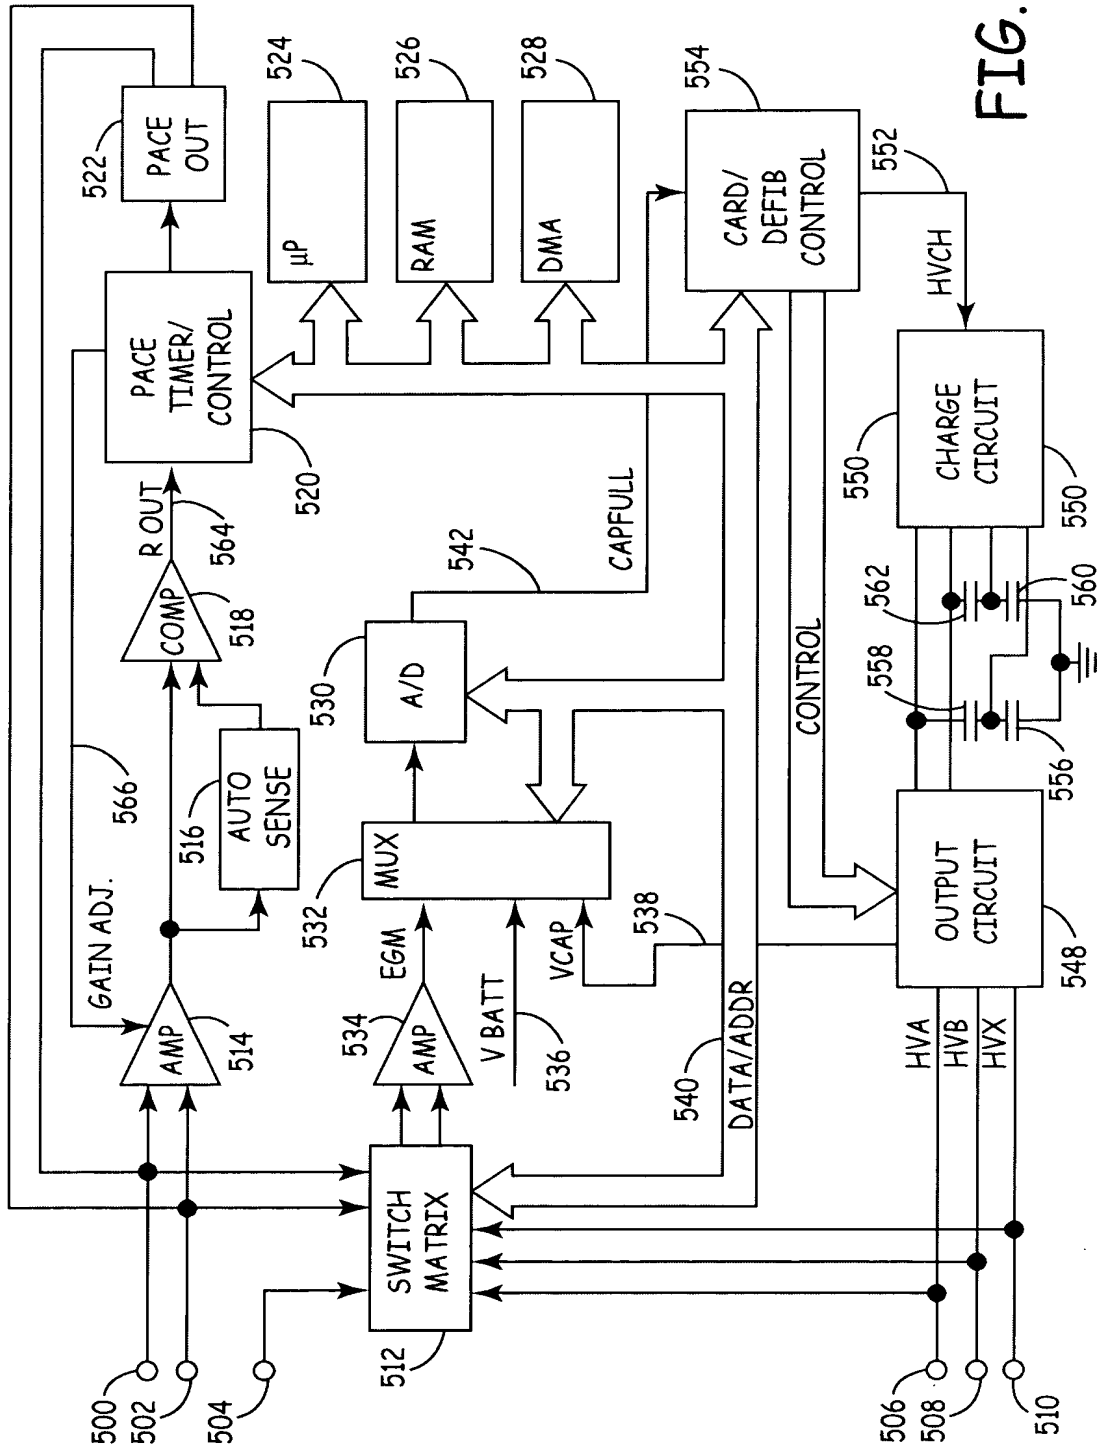 500
502
504
506
508
510
512
SWITCH
MATRIX
GAIN ADJ.
566
AMP
514
516
AUTO
SENSE
COMP
518
R OUT
564
PACE
TIMER/
CONTROL
520
522
PACE
OUT
AMP
534
EGM
V BATT
536
VCAP
538
532
MUX
530
A/D
542
CAPFULL
µP
524
RAM
526
DMA
528
540
DATA/ADDR
CONTROL
CARD/
DEFIB
CONTROL
554
552
HVCH
HVA
HVB
HVX
OUTPUT
CIRCUIT
548
558
556
562
560
550
CHARGE
CIRCUIT
550
FIG.